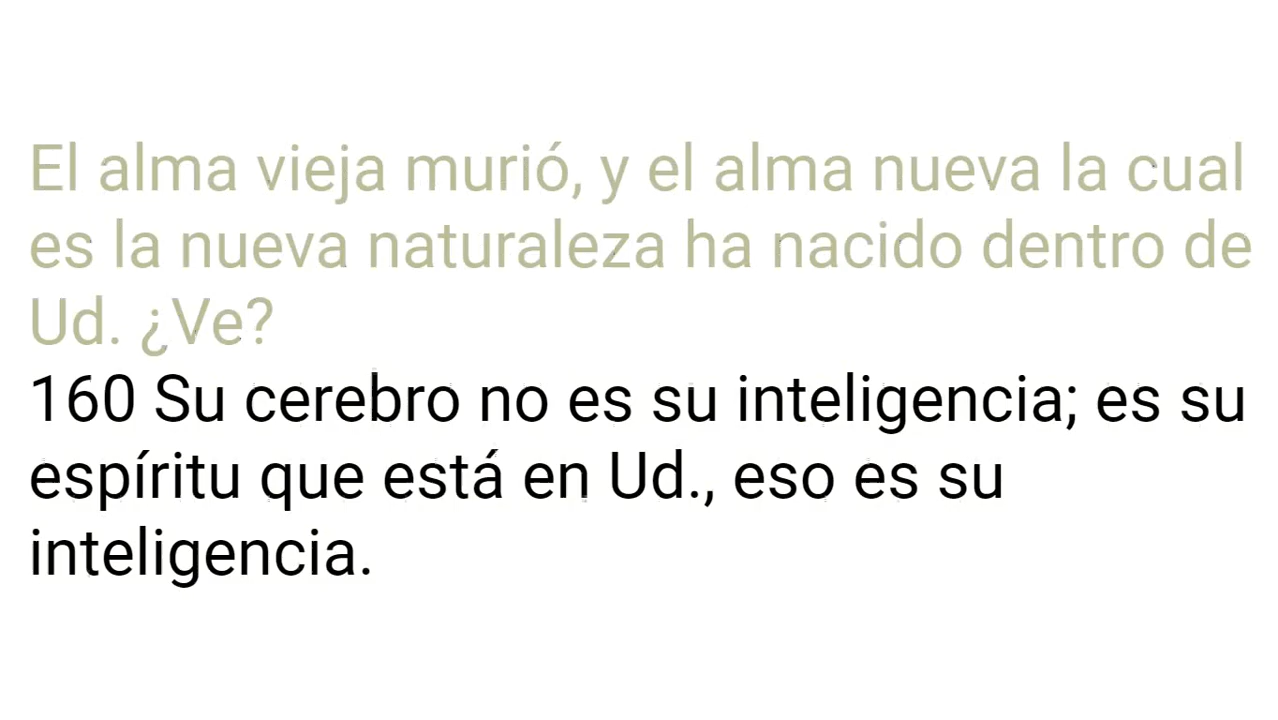 El alma vieja murió, y el alma nueva la cual
es la nueva naturaleza ha nacido dentro de
Ud. ¿Ve?
160 Su cerebro no es su inteligencia; es su
espíritu que está en Ud., eso es su
inteligencia.